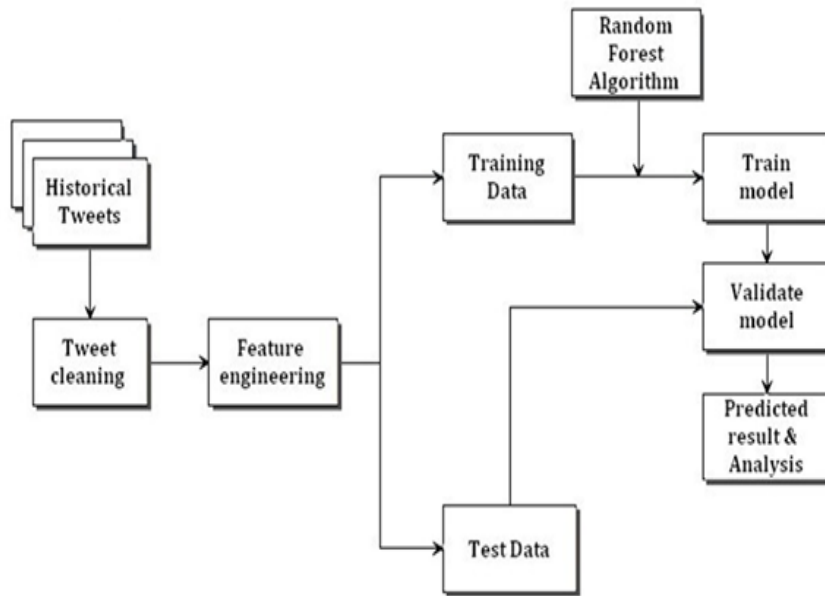 Random
Forest
Algorithm
Historical
Tweets
Training
Data
Train
model
Tweet
cleaning
Feature
engineering
Validate
model
Predicted
result &
Analysis
Test Data